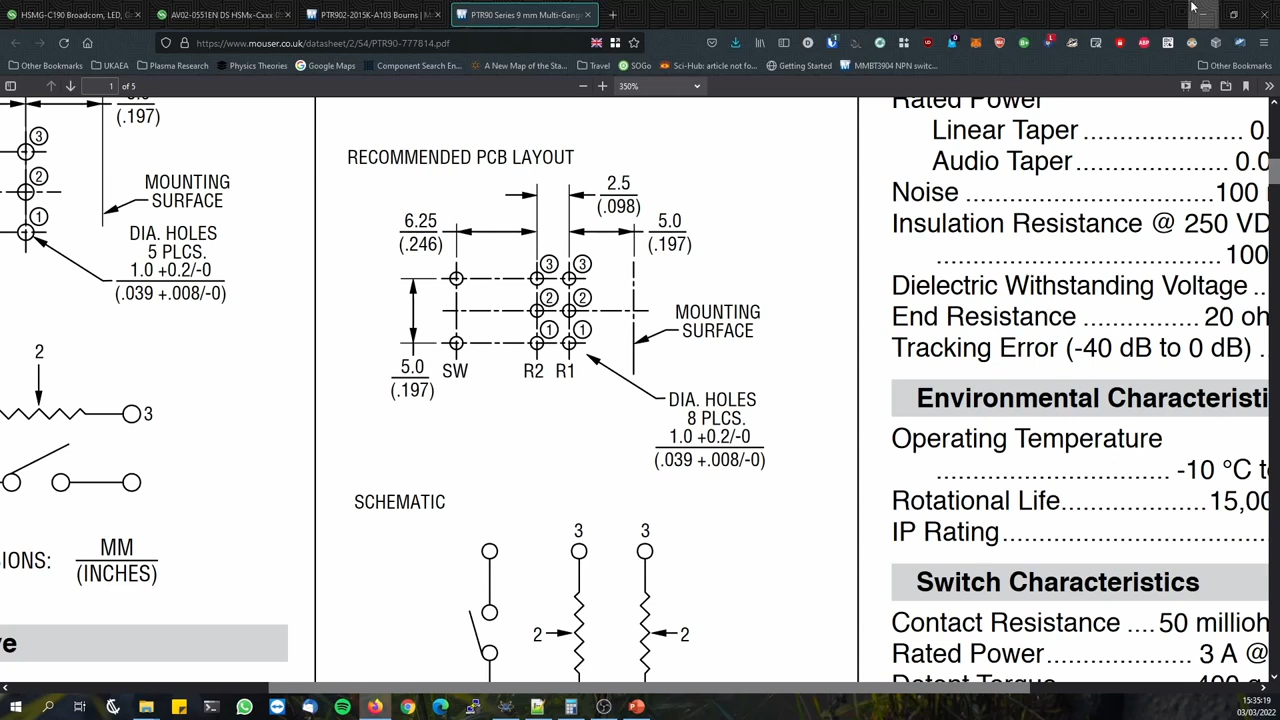 HSMG-C190 Broadcom, LED, C
AV02-0551EN DS HSMx-Cxxx 0
PTR902-2015K-A103 Bourns | M
PTR90 Series 9 mm Multi-Gang
https://www.mouser.co.uk/datasheet/2/54/PTR90-777814.pdf
Other Bookmarks
UKAEA
Plasma Research
Physics Theories
Google Maps
Component Search En...
A New Map of the Sta...
Travel
SOGo
Sci-Hub: article not fo...
Getting Started
MMBT3904 NPN switc...
Other Bookmarks
1 of 5
350%
(.197)
3
2
1
MOUNTING
SURFACE
DIA. HOLES
5 PLCS.
1.0 +0.2/-0
(.039 +.008/-0)
2
3
IONS:
MM
(INCHES)
ve
RECOMMENDED PCB LAYOUT
2.5
(.098)
6.25
(.246)
5.0
(.197)
3 3
2 2
1 1
MOUNTING
SURFACE
5.0
(.197)
SW R2 R1
DIA. HOLES
8 PLCS.
1.0 +0.2/-0
(.039 +.008/-0)
SCHEMATIC
3 3
2 2
Rated Power
Linear Taper ........................ 0.
Audio Taper ........................ 0.0
Noise ....................................100
Insulation Resistance @ 250 VD
.....................................100
Dielectric Withstanding Voltage ..
End Resistance ................. 20 oh
Tracking Error (-40 dB to 0 dB) .
Environmental Characteristi
Operating Temperature
.............................. -10 °C t
Rotational Life........................15,00
IP Rating
Switch Characteristics
Contact Resistance ....50 millioh
Rated Power....................... 3 A @
15:35:19
03/03/2022